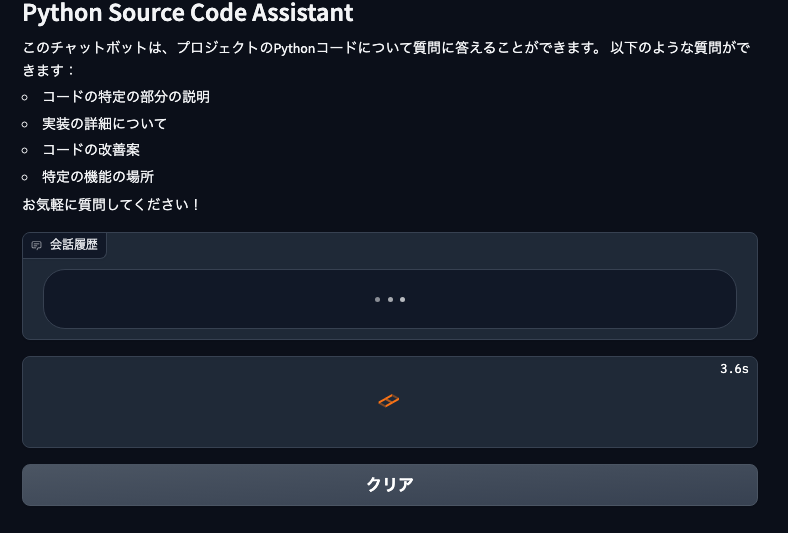 Python Source Code Assistant
このチャットボットは、プロジェクトのPythonコードについて質問に答えることができます。 以下のような質問がで
きます：
コードの特定の部分の説明
実装の詳細について
コードの改善案
特定の機能の場所
お気軽に質問してください！
会話履歴
3.6s
クリア